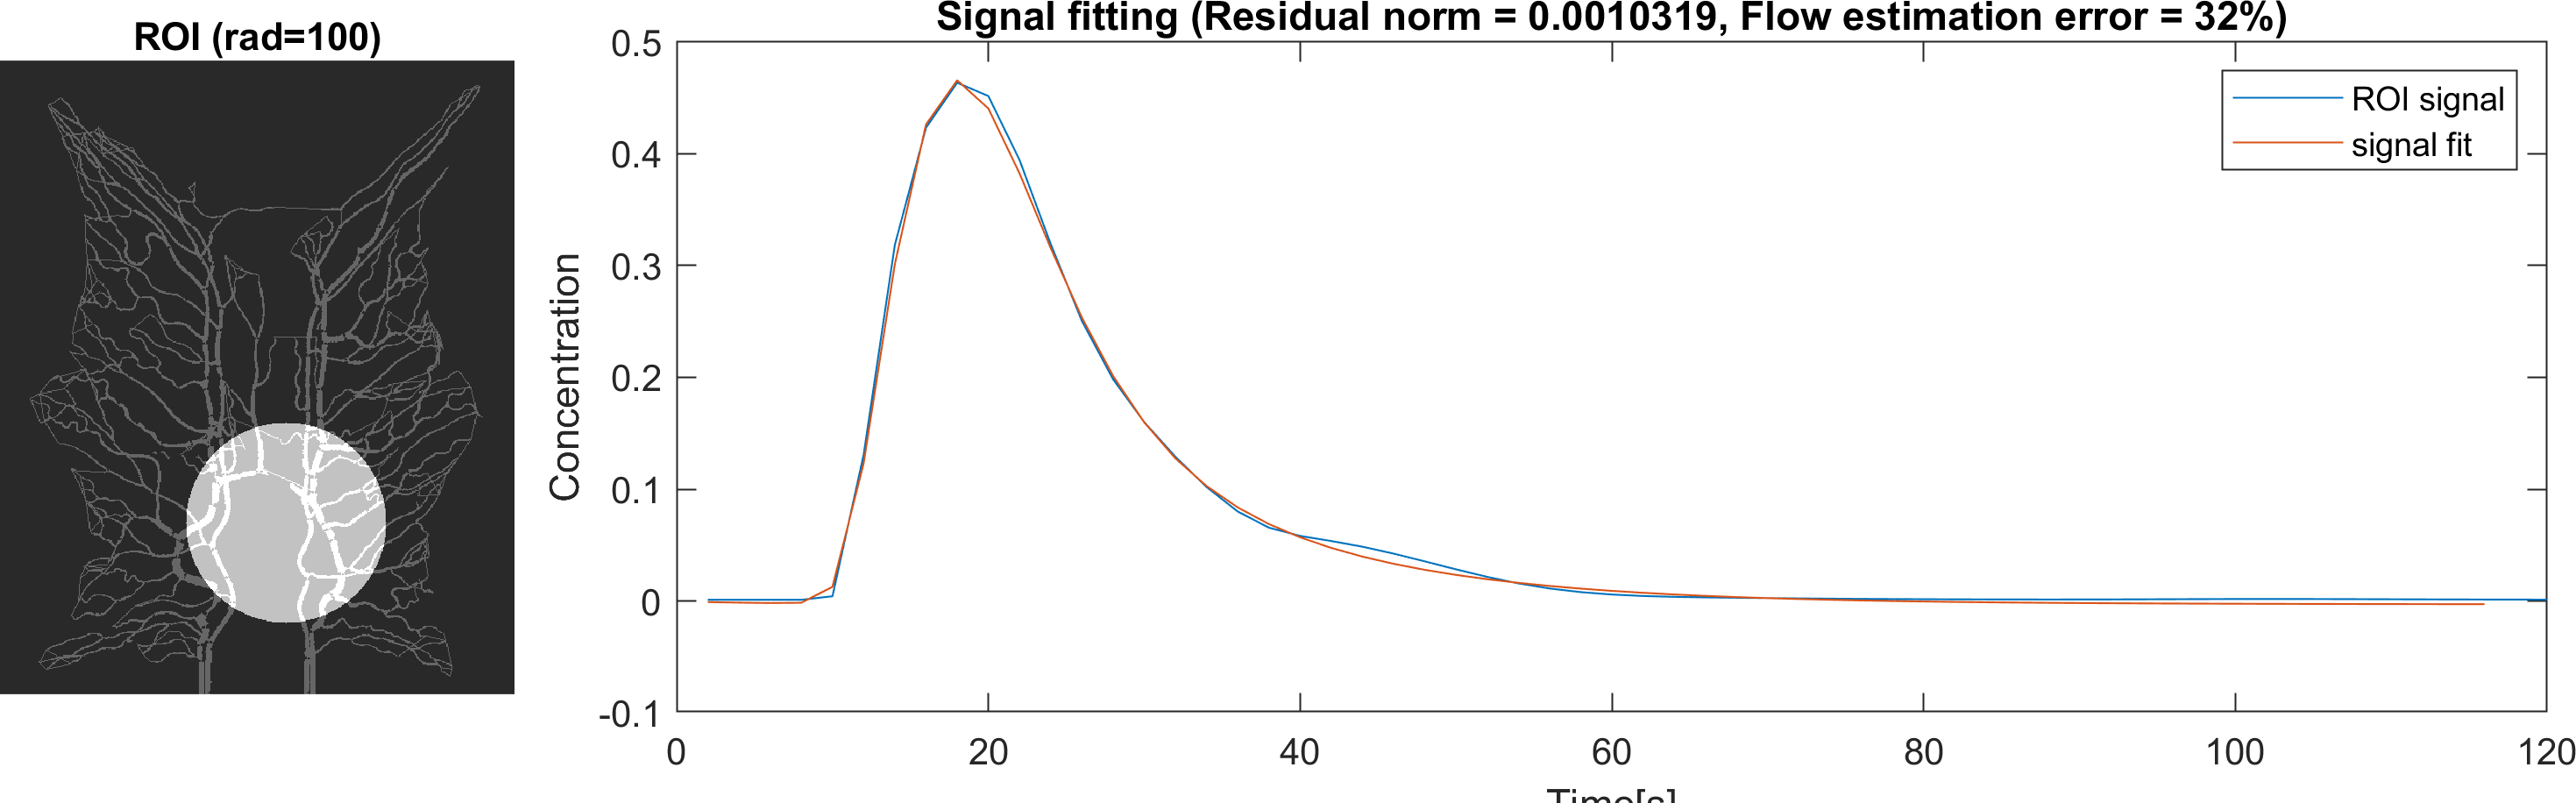 ROI (rad=100)
Signal fitting (Residual norm = 0.0010319, Flow estimation error = 32%)
0.5
0.4
0.3
0.2
0.1
0
-0.1
Concentration
ROI signal
signal fit
0 20 40 60 80 100 120
Time[s]